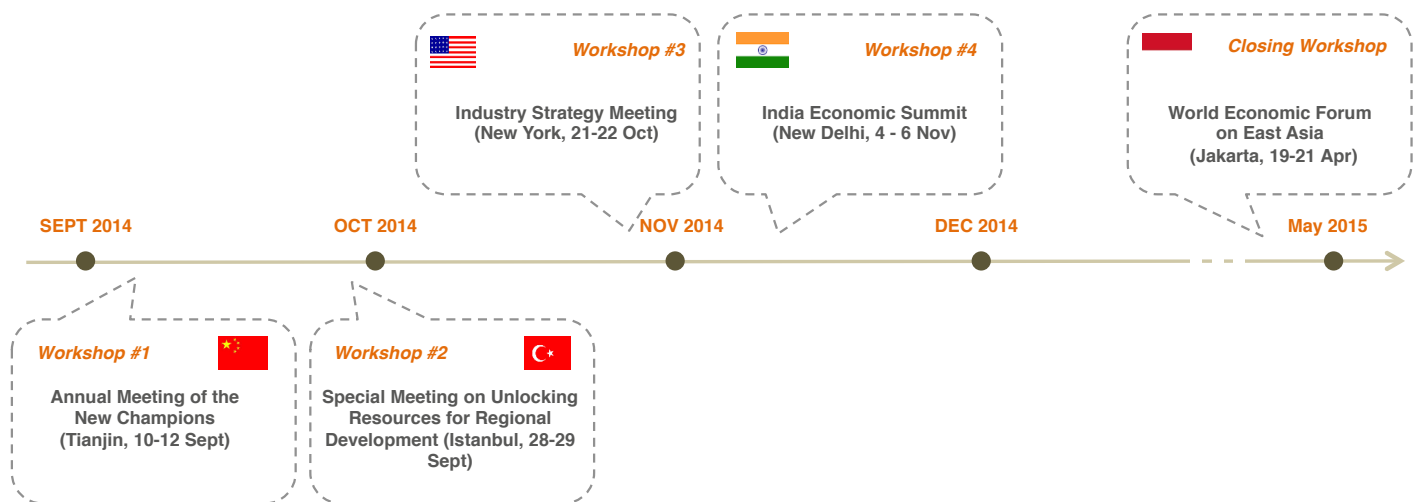 Workshop #3
Industry Strategy Meeting
(New York, 21-22 Oct)
Workshop #4
India Economic Summit
(New Delhi, 4 - 6 Nov)
Closing Workshop
World Economic Forum
on East Asia
(Jakarta, 19-21 Apr)
SEPT 2014
OCT 2014
NOV 2014
DEC 2014
May 2015
Workshop #1
Annual Meeting of the
New Champions
(Tianjin, 10-12 Sept)
Workshop #2
Special Meeting on Unlocking
Resources for Regional
Development (Istanbul, 28-29
Sept)